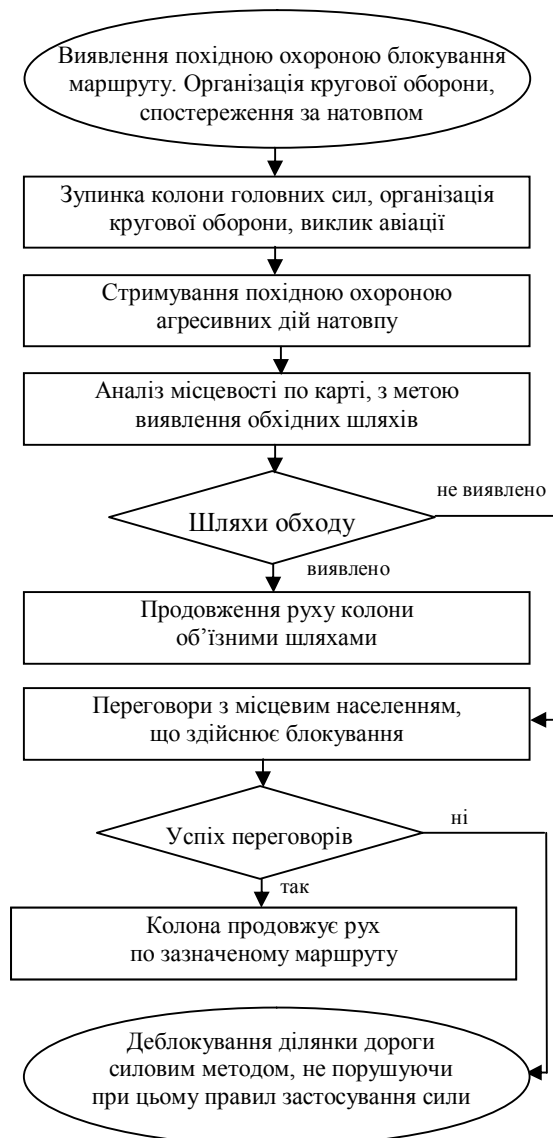 Виявлення похідною охороною блокування
маршруту. Організація кругової оборони,
спостереження за натовпом
Зупинка колони головних сил, організація
кругової оборони, виклик авіації
Стримування похідною охороною
агресивних дій натовпу
Аналіз місцевості по карті, з метою
виявлення обхідних шляхів
не виявлено
Шляхи обходу
виявлено
Продовження руху колони
об’їзними шляхами
Переговори з місцевим населенням,
що здійснює блокування
ні
Успіх переговорів
так
Колона продовжує рух
по зазначеному маршруту
Деблокування ділянки дороги
силовим методом, не порушуючи
при цьому правил застосування сили